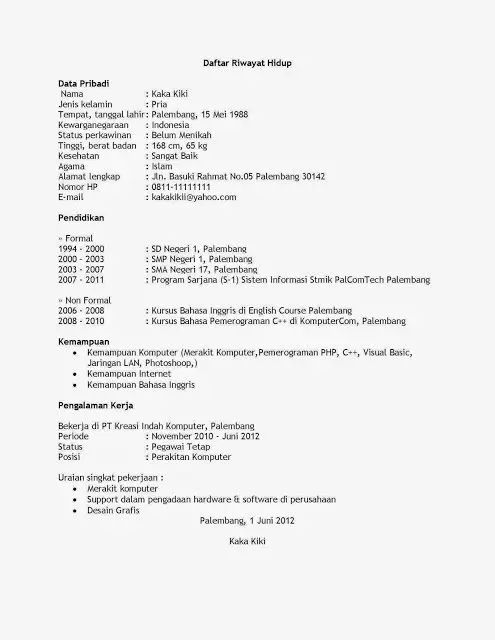 Daftar Riwayat Hidup
Data Pribadi
Nama : Kaka Kiki
Jenis kelamin : Pria
Tempat, tanggal lahir : Palembang, 15 Mei 1988
Kewarganegaraan : Indonesia
Status perkawinan : Belum Menikah
Tinggi, berat badan : 168 cm, 65 kg
Kesehatan : Sangat Baik
Agama : Islam
Alamat lengkap : Jln. Basuki Rahmat No.05 Palembang 30142
Nomor HP : 0811-11111111
E-mail : kakakikii@yahoo.com
Pendidikan
» Formal
1994 - 2000 : SD Negeri 1, Palembang
2000 - 2003 : SMP Negeri 1, Palembang
2003 - 2007 : SMA Negeri 17, Palembang
2007 - 2011 : Program Sarjana (S-1) Sistem Informasi Stmik PalComTech Palembang
» Non Formal
2006 - 2008 : Kursus Bahasa Inggris di English Course Palembang
2008 - 2010 : Kursus Bahasa Pemerograman C++ di KomputerCom, Palembang
Kemampuan
• Kemampuan Komputer (Merakit Komputer,Pemerograman PHP, C++, Visual Basic,
Jaringan LAN, Photoshoop,)
• Kemampuan Internet
• Kemampuan Bahasa Inggris
Pengalaman Kerja
Bekerja di PT Kreasi Indah Komputer, Palembang
Periode : November 2010 - Juni 2012
Status : Pegawai Tetap
Posisi : Perakitan Komputer
Uraian singkat pekerjaan :
• Merakit komputer
• Support dalam pengadaan hardware & software di perusahaan
• Desain Grafis
Palembang, 1 Juni 2012
Kaka Kiki